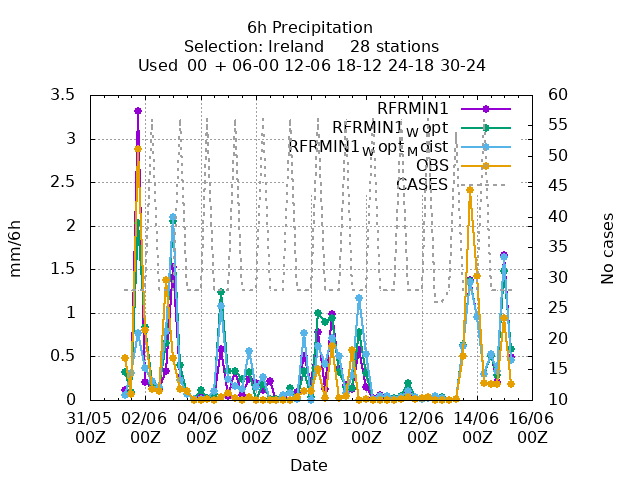 6h Precipitation
Selection: Ireland 28 stations
Used 00 + 06-00 12-06 18-12 24-18 30-24
RFRMIN1
RFRMIN1_W opt
RFRMIN1_W opt_M dist
OBS
CASES
mm/6h
3.5
3
2.5
2
1.5
1
0.5
0
No cases
60
55
50
45
40
35
30
25
20
15
10
31/05 02/06 04/06 06/06 08/06 10/06 12/06 14/06 16/06
00Z 00Z 00Z 00Z 00Z 00Z 00Z 00Z 00Z
Date